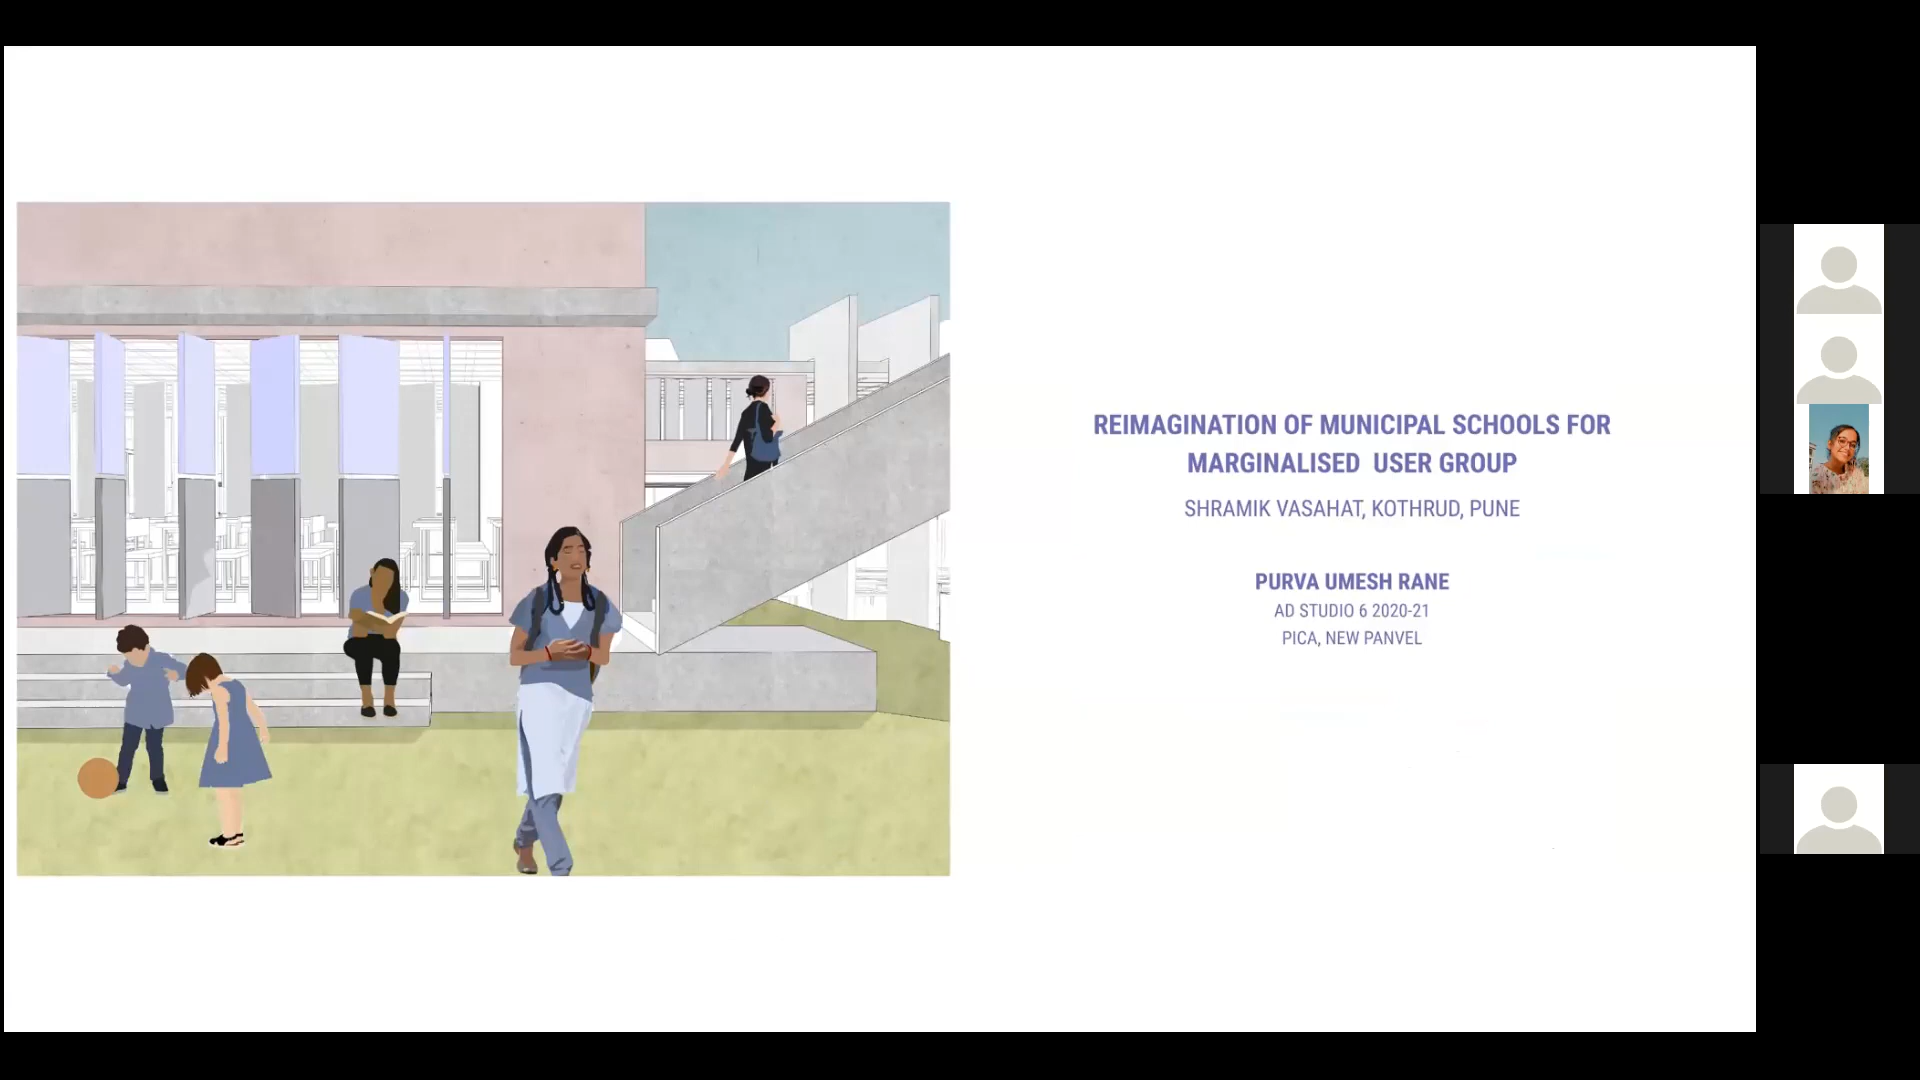 REIMAGINATION OF MUNICIPAL SCHOOLS FOR
MARGINALISED USER GROUP
SHRAMIK VASAHAT, KOTHRUD, PUNE
PURVA UMESH RANE
AD STUDIO 6 2020-21
PICA, NEW PANVEL